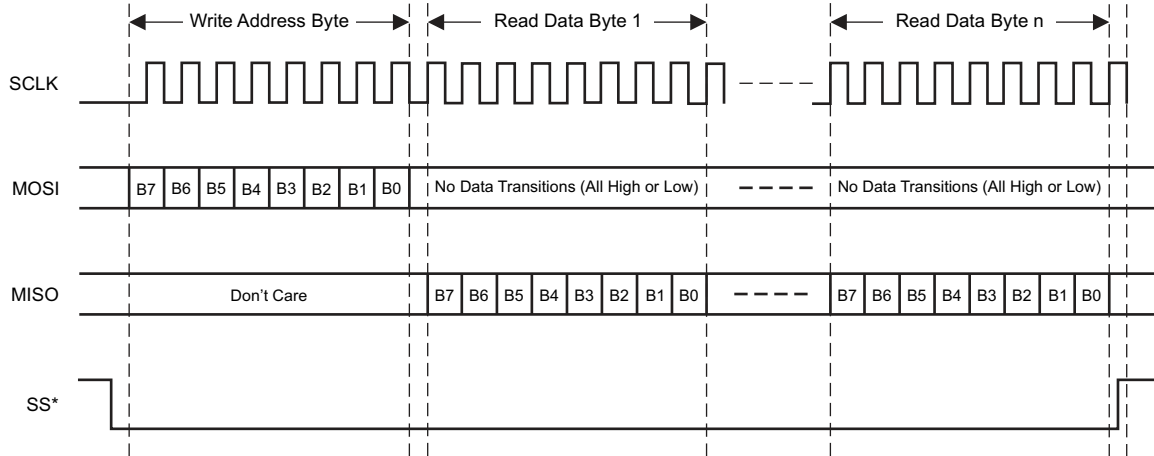 Write Address Byte Read Data Byte 1 Read Data Byte n
SCLK
MOSI B7 B6 B5 B4 B3 B2 B1 B0 No Data Transitions (All High or Low) No Data Transitions (All High or Low)
MISO Don't Care B7 B6 B5 B4 B3 B2 B1 B0 B7 B6 B5 B4 B3 B2 B1 B0
SS*